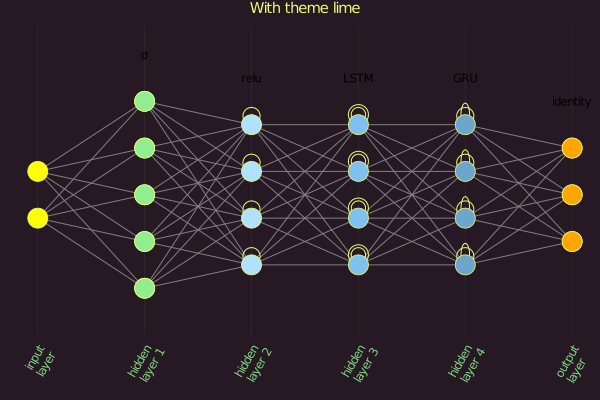 With theme lime
σ
relu
LSTM
GRU
identity
input
layer
hidden
layer 1
hidden
layer 2
hidden
layer 3
hidden
layer 4
output
layer